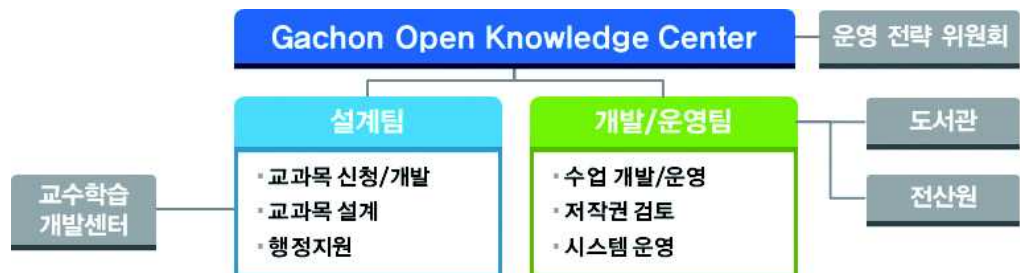 Gachon Open Knowledge Center
운영 전략 위원회
설계팀
개발/운영팀
도서관
· 교과목 신청/개발
· 교과목 설계
· 행정지원
· 수업 개발/운영
· 저작권 검토
· 시스템 운영
교수학습
개발센터
전산원